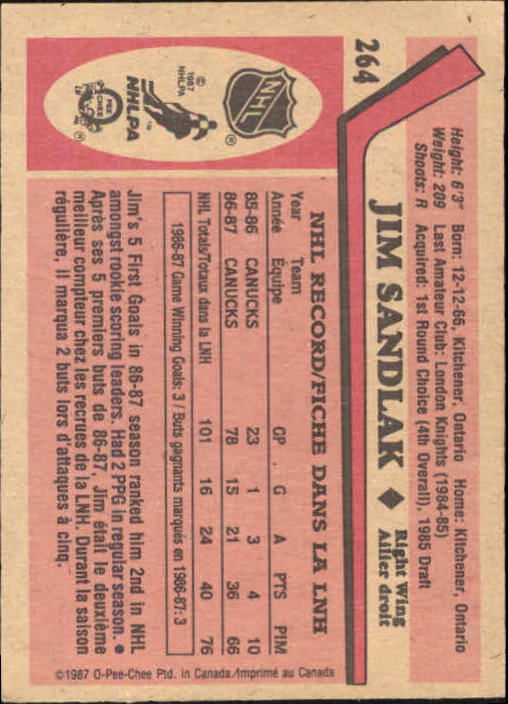 264
Height: 6'3" Born: 12-12-66, Kitchener, Ontario Home: Kitchener, Ontario
Weight: 209 Last Amateur Club: London Knights (1984-85)
Shoots: R Acquired: 1st Round Choice (4th Overall), 1985 Draft
JIM SANDLAK ♦ Right Wing
Ailier droit
NHL RECORD/FICHE DANS LA LNH
Year Team
Année Équipe GP G A PTS PIM
85-86 CANUCKS 23 1 3 4 10
86-87 CANUCKS 78 15 21 36 66
NHL Totals/Totaux dans la LNH 101 16 24 40 76
1986-87 Game Winning Goals: 3 / Buts gagnants marqués en 1986-87: 3
Jim's 5 First Goals in 86-87 season ranked him 2nd in NHL
amongst rookie scoring leaders. Had 2 PPG in regular season. ●
Après ses 5 premiers buts de 86-87, Jim était le deuxième
meilleur compteur chez les recrues de la LNH. Durant la saison
régulière, il marqua 2 buts lors d'attaques à cinq.
NHL
®
© 1987
NHLPA
NHLPA
™
O PEE CHEE
®
©1987 O-Pee-Chee Ptd. in Canada/Imprimé au Canada